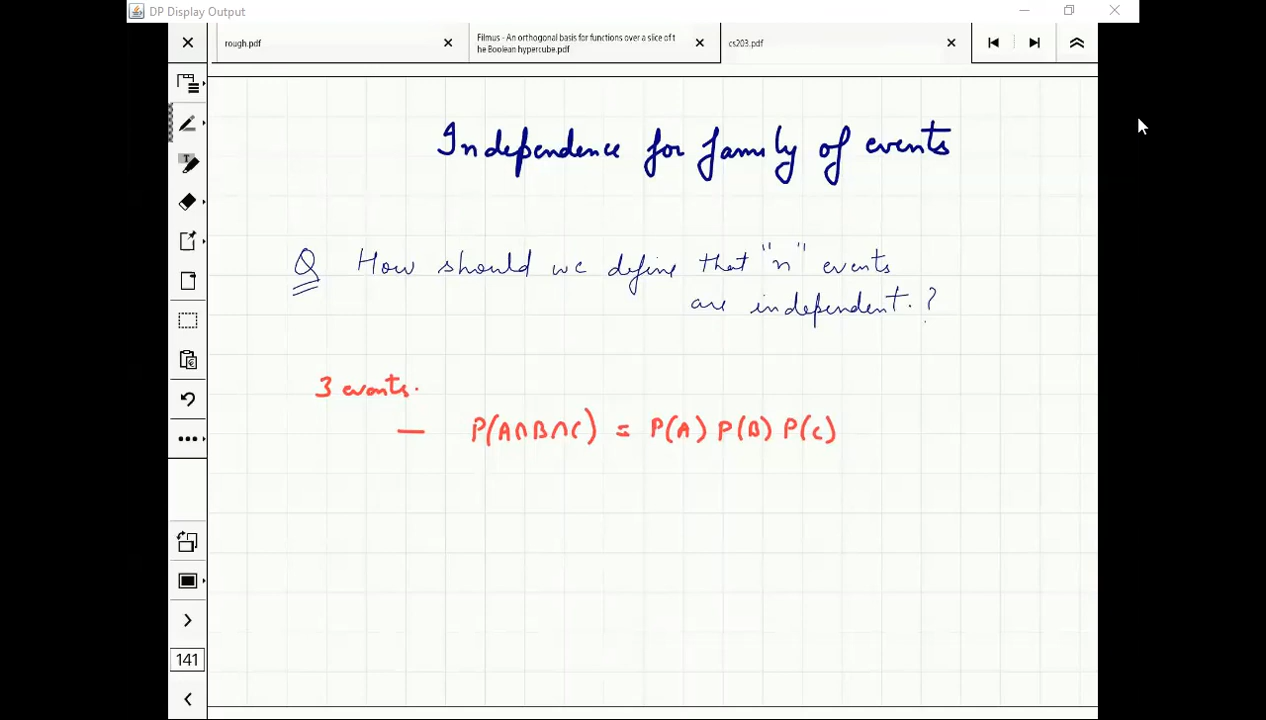 DP Display Output
rough.pdf
Filmus - An orthogonal basis for functions over a slice of t
he Boolean hypercube.pdf
cs203.pdf
Independence for family of events
Q How should we define that "n" events
are independent.?
3 events.
— P(A∩B∩C) = P(A) P(B) P(C)
141